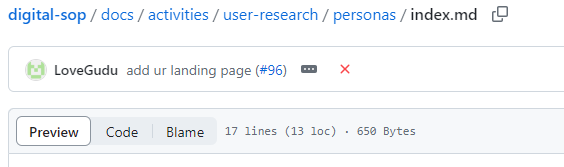 digital-sop / docs / activities / user-research / personas / index.md
LoveGudu add ur landing page (#96)
Preview Code Blame 17 lines (13 loc) · 650 Bytes